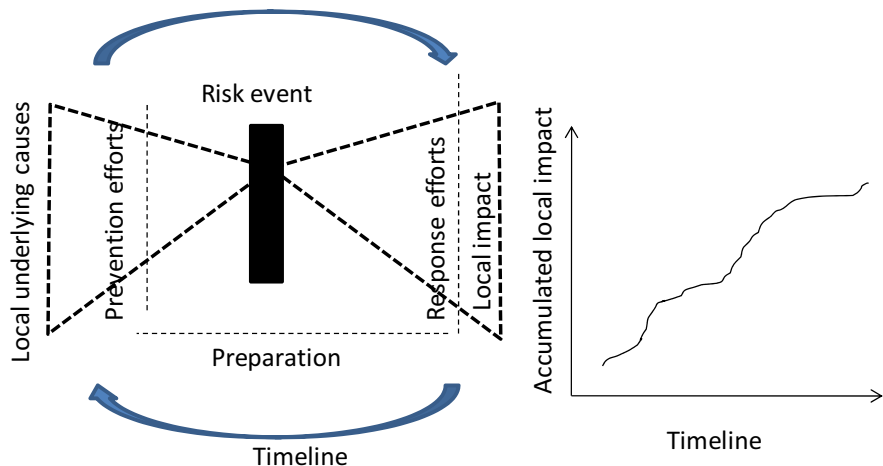 Risk event
Local underlying causes
Prevention efforts
Response efforts
Local impact
Preparation
Timeline
Accumulated local impact
Timeline